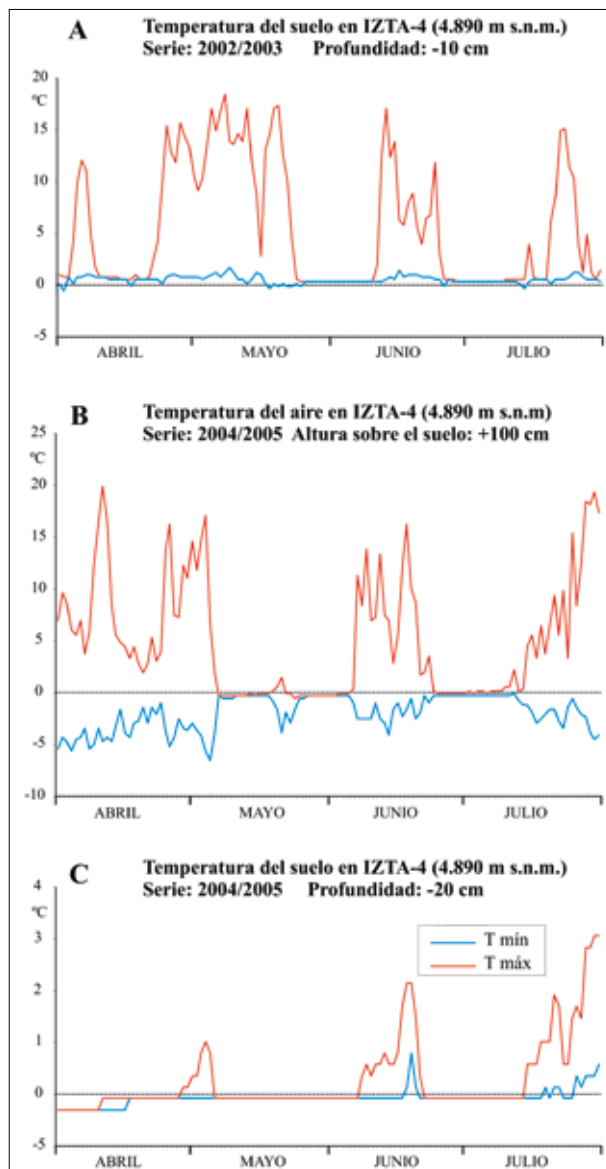 A
Temperatura del suelo en IZTA-4 (4.890 m s.n.m.)
Serie: 2002/2003 Profundidad: -10 cm
20
ºC
15
10
5
0
-5
ABRIL MAYO JUNIO JULIO
B
Temperatura del aire en IZTA-4 (4.890 m s.n.m)
Serie: 2004/2005 Altura sobre el suelo: +100 cm
25
ºC
20
15
10
5
0
-5
-10
ABRIL MAYO JUNIO JULIO
C
Temperatura del suelo en IZTA-4 (4.890 m s.n.m.)
Serie: 2004/2005 Profundidad: -20 cm
4
ºC
3
T mín
T máx
2
1
0
-5
ABRIL MAYO JUNIO JULIO